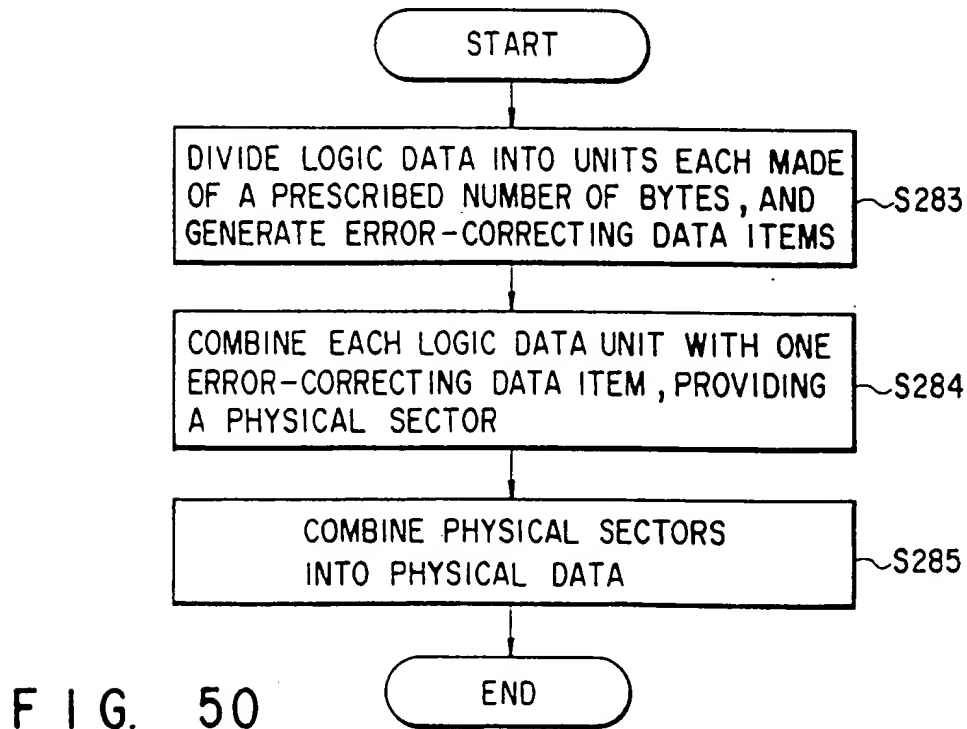 START
DIVIDE LOGIC DATA INTO UNITS EACH MADE
OF A PRESCRIBED NUMBER OF BYTES, AND
GENERATE ERROR-CORRECTING DATA ITEMS
S283
COMBINE EACH LOGIC DATA UNIT WITH ONE
ERROR-CORRECTING DATA ITEM, PROVIDING
A PHYSICAL SECTOR
S284
COMBINE PHYSICAL SECTORS
INTO PHYSICAL DATA
S285
END
FIG. 50